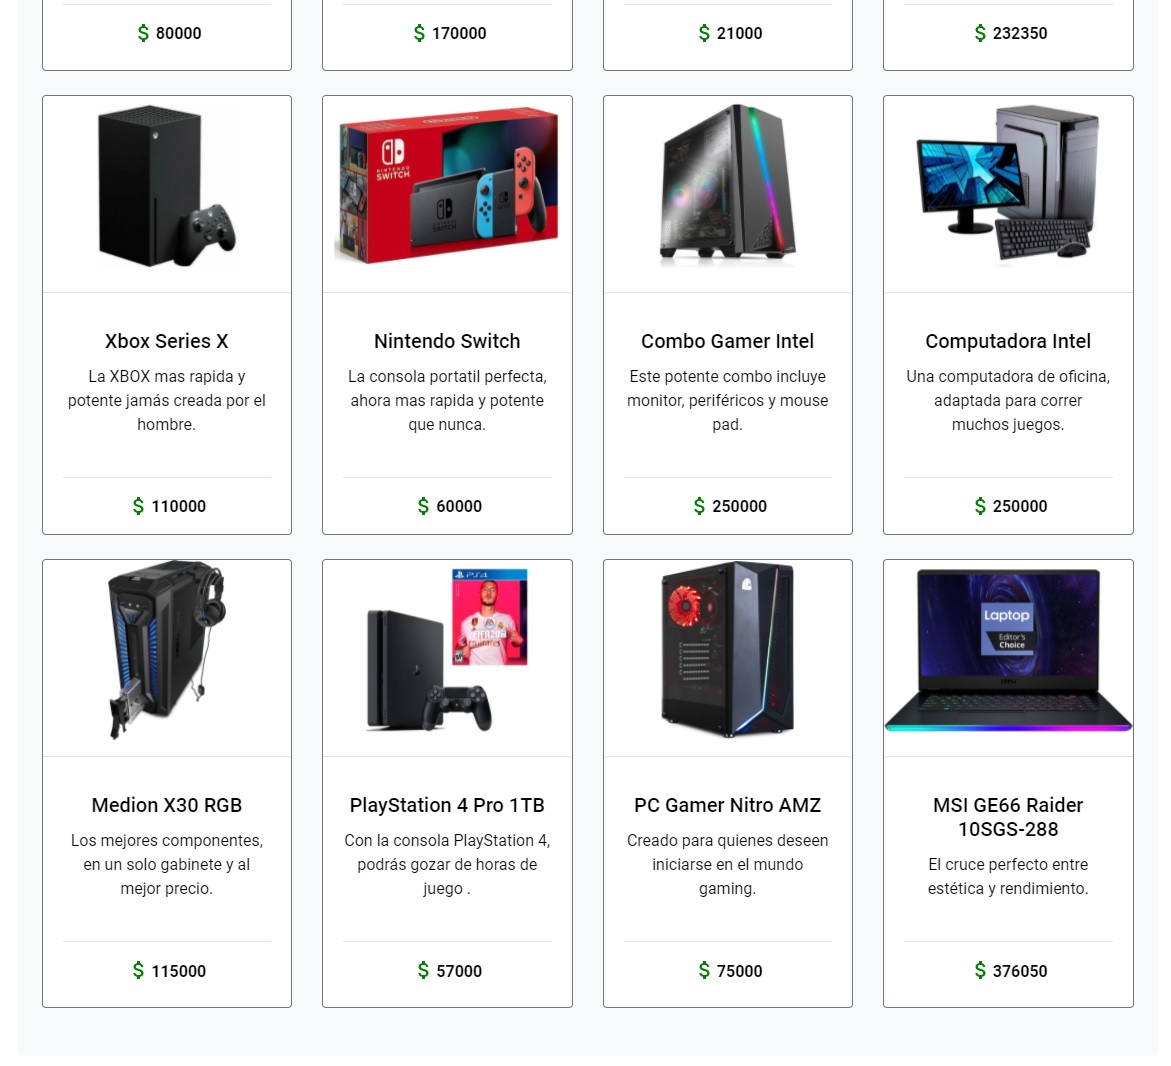 $ 80000
$ 170000
$ 21000
$ 232350
NINTENDO
SWITCH
Xbox Series X
La XBOX mas rapida y
potente jamás creada por el
hombre.
$ 110000
Nintendo Switch
La consola portatil perfecta,
ahora mas rapida y potente
que nunca.
$ 60000
Combo Gamer Intel
Este potente combo incluye
monitor, periféricos y mouse
pad.
$ 250000
Computadora Intel
Una computadora de oficina,
adaptada para correr
muchos juegos.
$ 250000
PS4
FIFA 20
Laptop
Editor's
Choice
msi
Medion X30 RGB
Los mejores componentes,
en un solo gabinete y al
mejor precio.
$ 115000
PlayStation 4 Pro 1TB
Con la consola PlayStation 4,
podrás gozar de horas de
juego .
$ 57000
PC Gamer Nitro AMZ
Creado para quienes deseen
iniciarse en el mundo
gaming.
$ 75000
MSI GE66 Raider
10SGS-288
El cruce perfecto entre
estética y rendimiento.
$ 376050